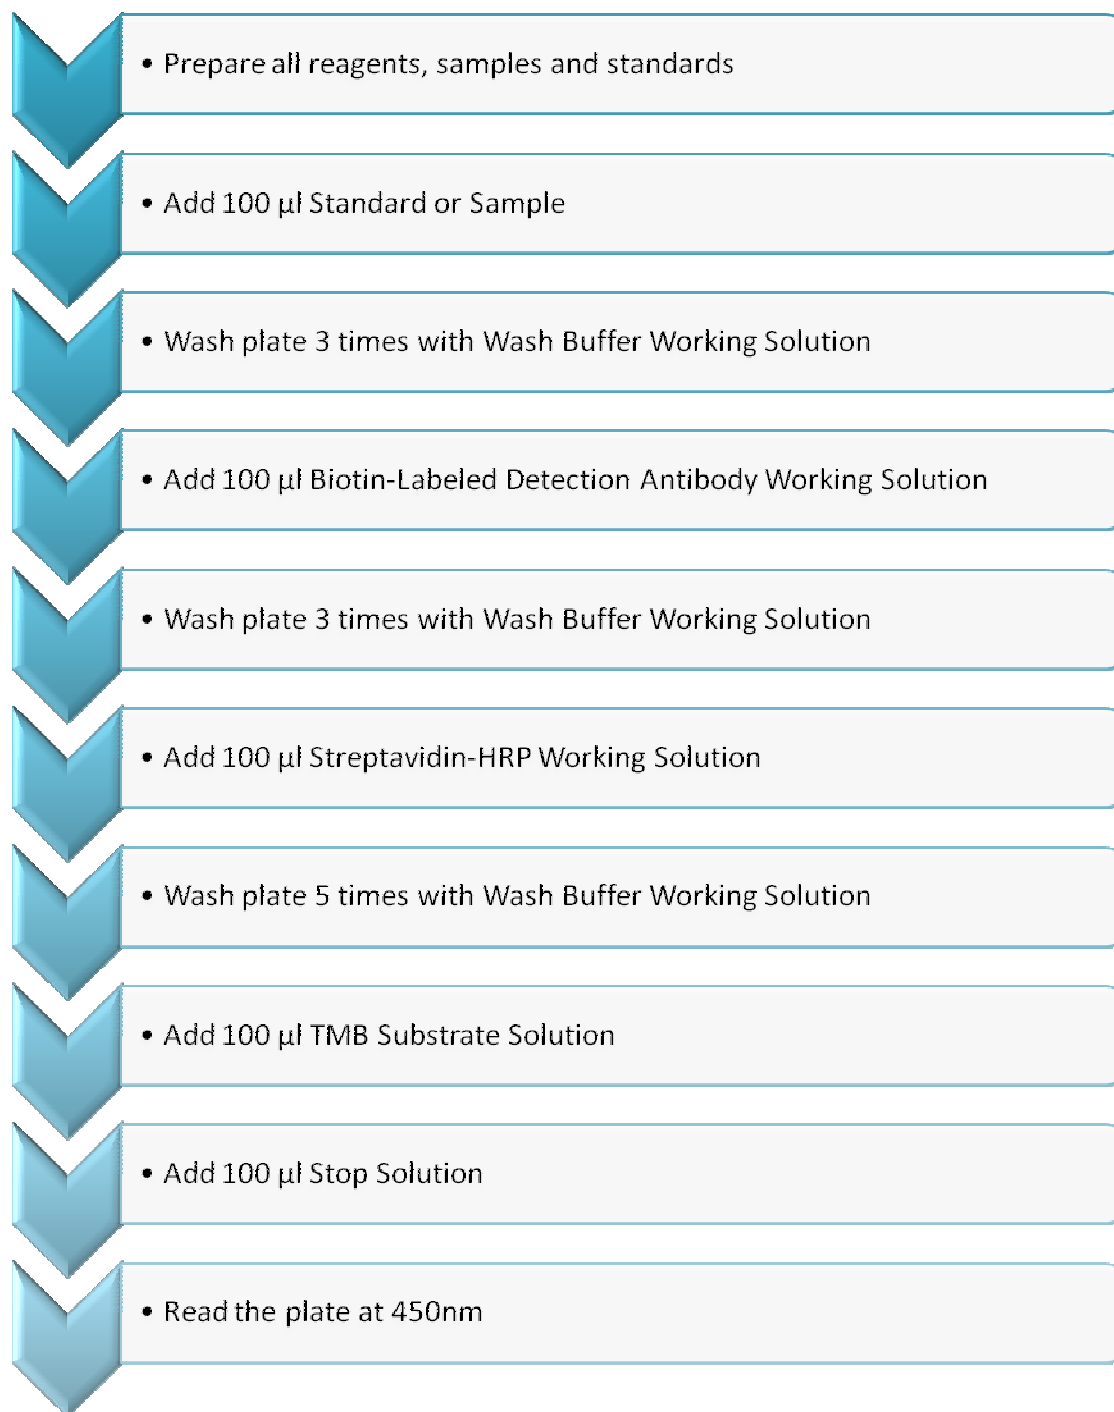 • Prepare all reagents, samples and standards
• Add 100 µl Standard or Sample
• Wash plate 3 times with Wash Buffer Working Solution
• Add 100 µl Biotin-Labeled Detection Antibody Working Solution
• Wash plate 3 times with Wash Buffer Working Solution
• Add 100 µl Streptavidin-HRP Working Solution
• Wash plate 5 times with Wash Buffer Working Solution
• Add 100 µl TMB Substrate Solution
• Add 100 µl Stop Solution
• Read the plate at 450nm